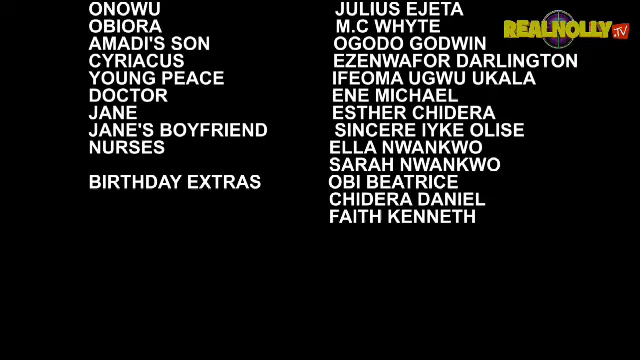 ONOWU JULIUS EJETA
OBIORA M.C WHYTE
AMADI'S SON OGODO GODWIN
CYRIACUS EZENWAFOR DARLINGTON
YOUNG PEACE IFEOMA UGWU UKALA
DOCTOR ENE MICHAEL
JANE ESTHER CHIDERA
JANE'S BOYFRIEND SINCERE IYKE OLISE
NURSES ELLA NWANKWO
SARAH NWANKWO
BIRTHDAY EXTRAS OBI BEATRICE
CHIDERA DANIEL
FAITH KENNETH
REALNOLLY.TV